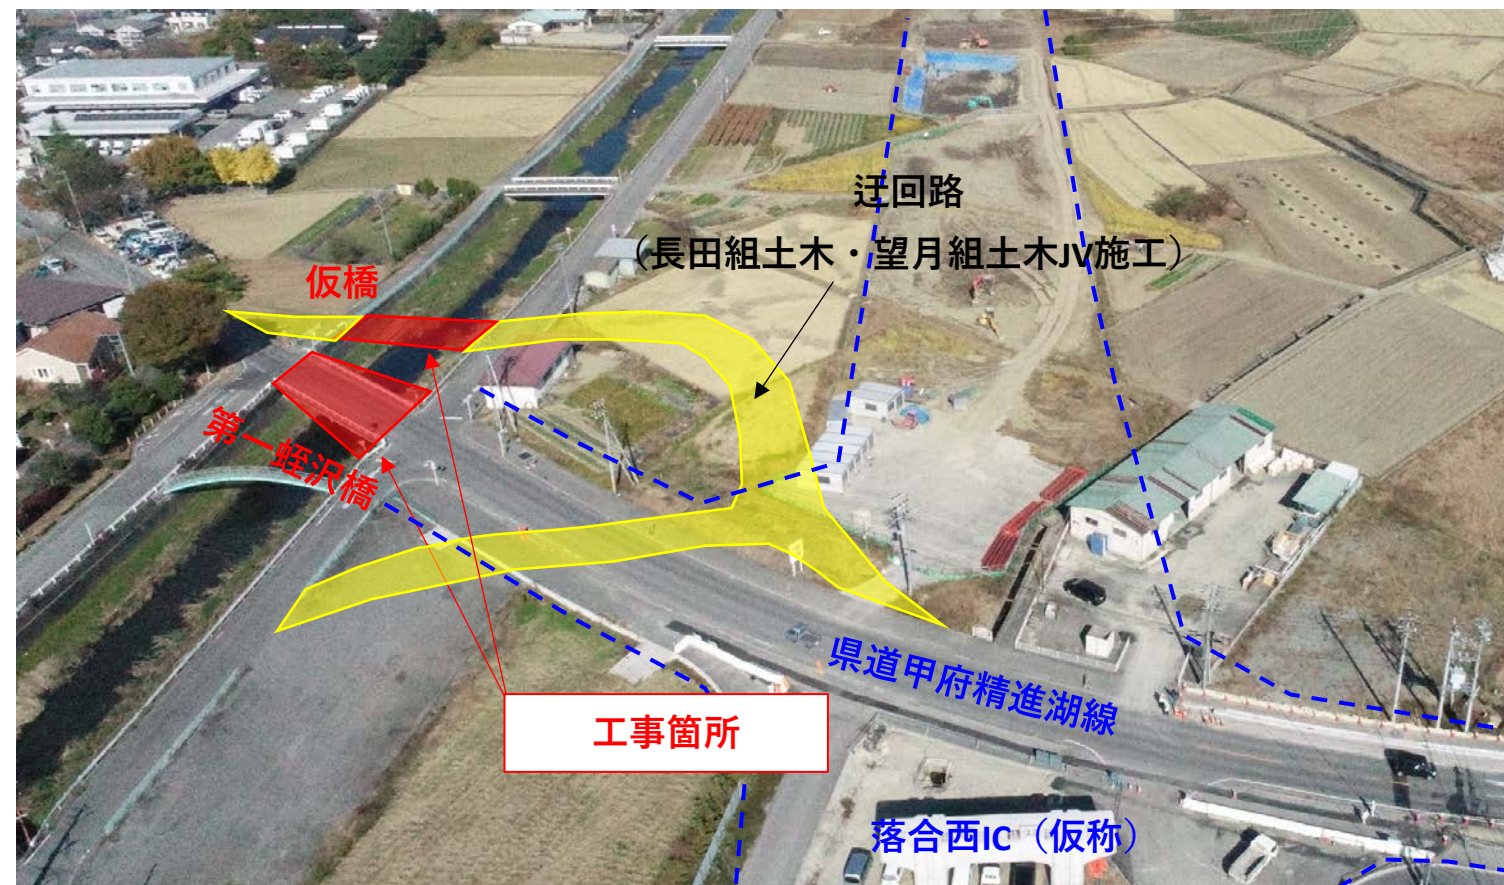 迂回路
（長田組土木・望月組土木JV施工）
仮橋
第一蛭沢橋
県道甲府精進湖線
工事箇所
落合西IC（仮称）